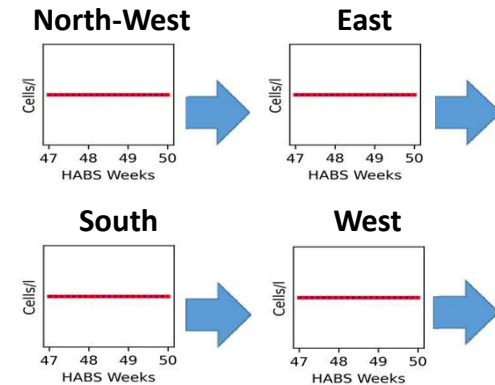 North-West East
Cells/l Cells/l
47 48 49 50 47 48 49 50
HABS Weeks HABS Weeks
South West
Cells/l Cells/l
47 48 49 50 47 48 49 50
HABS Weeks HABS Weeks